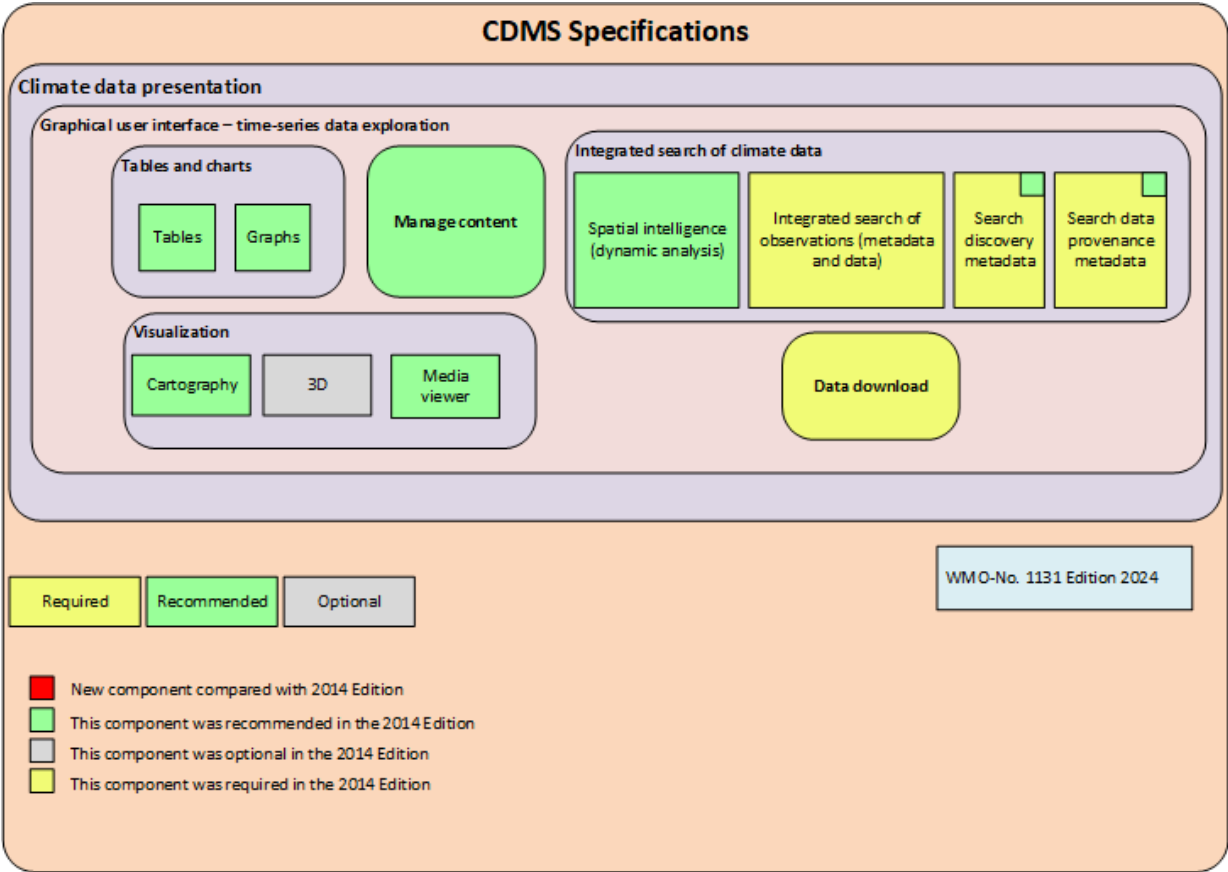 CDMS Specifications
Climate data presentation
Graphical user interface – time-series data exploration
Tables and charts
Tables
Graphs
Manage content
Integrated search of climate data
Spatial intelligence
(dynamic analysis)
Integrated search of
observations (metadata
and data)
Search
discovery
metadata
Search data
provenance
metadata
Visualization
Cartography
3D
Media
viewer
Data download
Required
Recommended
Optional
WMO-No. 1131 Edition 2024
New component compared with 2014 Edition
This component was recommended in the 2014 Edition
This component was optional in the 2014 Edition
This component was required in the 2014 Edition